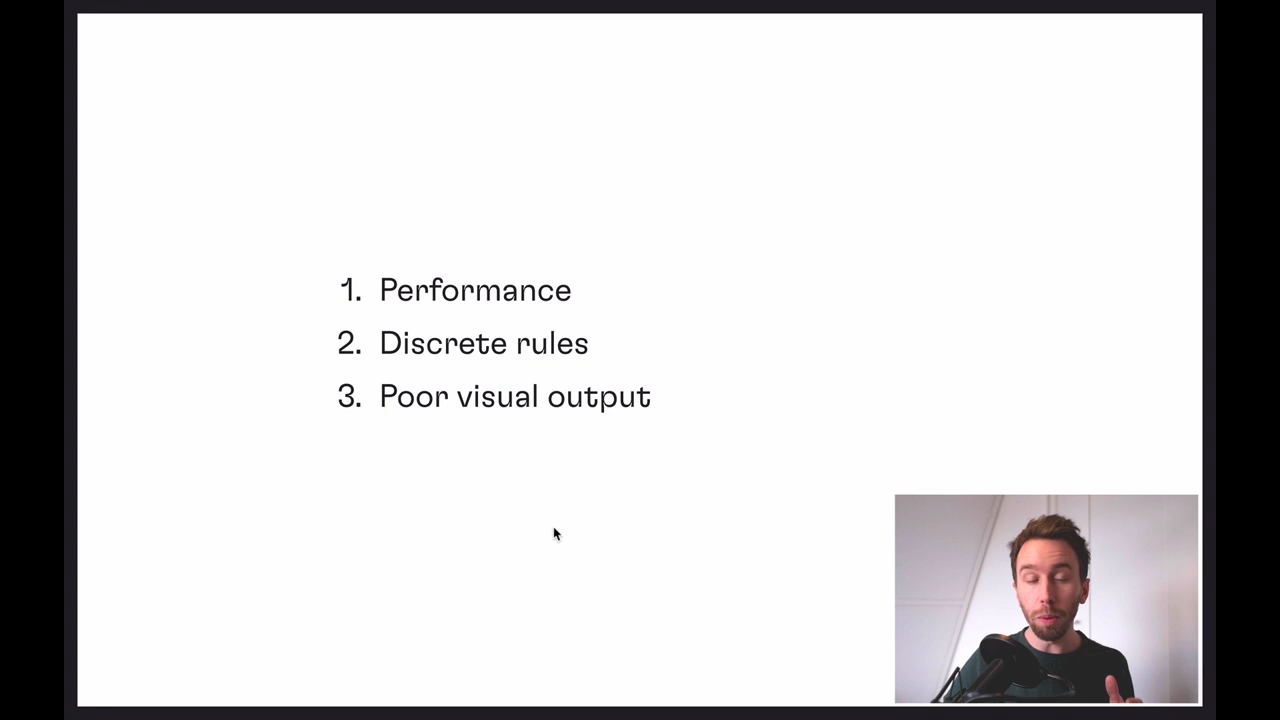 1. Performance
2. Discrete rules
3. Poor visual output